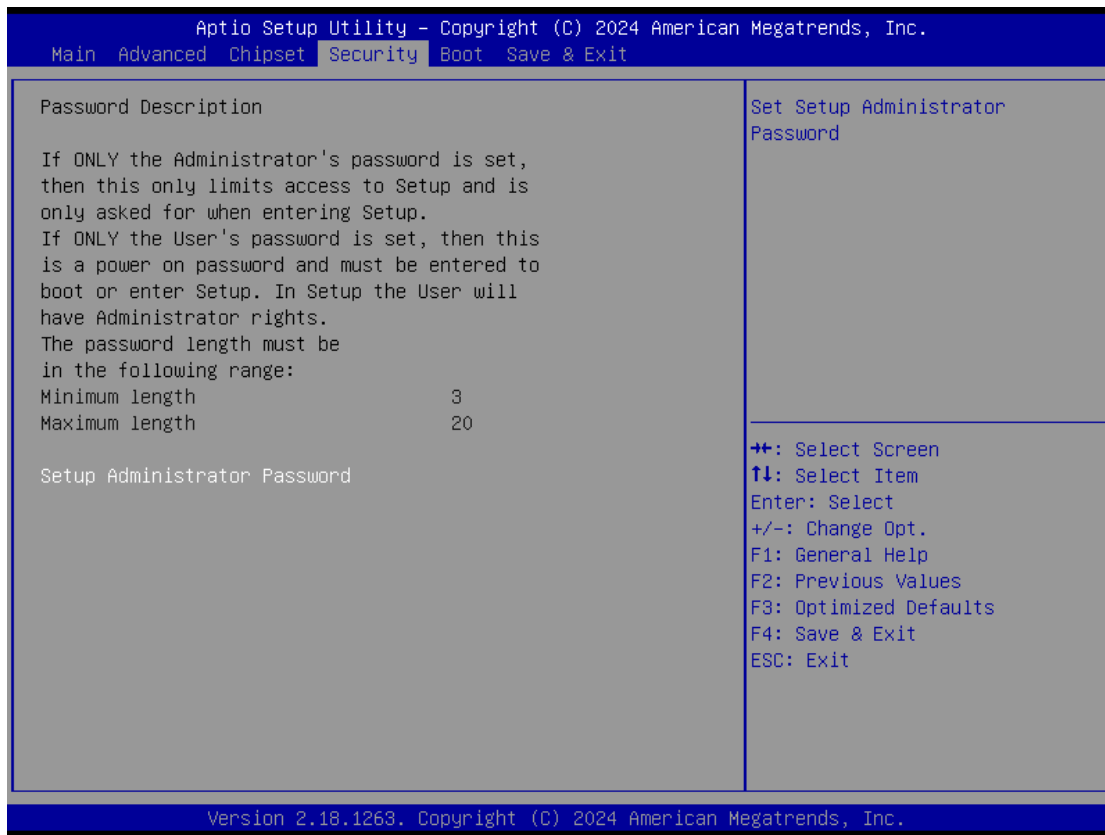 Aptio Setup Utility – Copyright (C) 2024 American Megatrends, Inc.
Main Advanced Chipset Security Boot Save & Exit
Password Description
If ONLY the Administrator's password is set,
then this only limits access to Setup and is
only asked for when entering Setup.
If ONLY the User's password is set, then this
is a power on password and must be entered to
boot or enter Setup. In Setup the User will
have Administrator rights.
The password length must be
in the following range:
Minimum length 3
Maximum length 20
Setup Administrator Password
Set Setup Administrator
Password
→←: Select Screen
↑↓: Select Item
Enter: Select
+/-: Change Opt.
F1: General Help
F2: Previous Values
F3: Optimized Defaults
F4: Save & Exit
ESC: Exit
Version 2.18.1263. Copyright (C) 2024 American Megatrends, Inc.